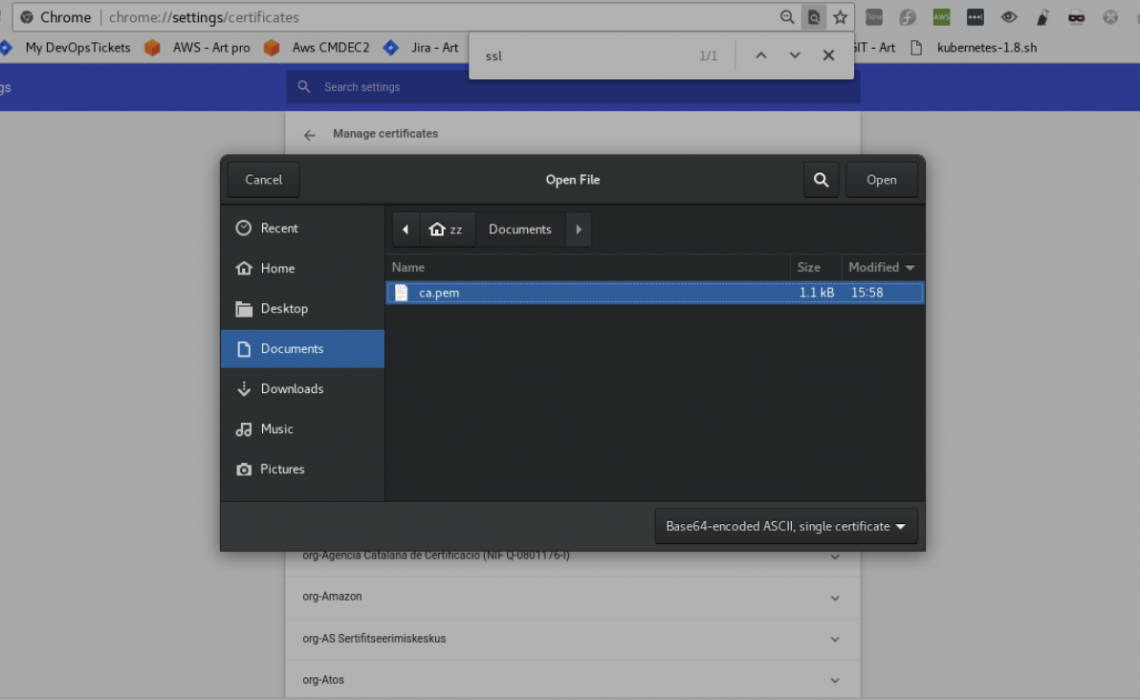 Chrome chrome://settings/certificates
My DevOpsTickets AWS - Art pro Aws CMDEC2 Jira - Art GIT - Art kubernetes-1.8.sh
ssl 1/1
gs Search settings
Manage certificates
Cancel Open File Open
Recent
Home
Desktop
Documents
Downloads
Music
Pictures
zz Documents
Name Size Modified
ca.pem 1.1 kB 15:58
Base64-encoded ASCII, single certificate
org-Agencia Catalana de Certificacio (NIF Q-0801176-I)
org-Amazon
org-AS Sertifitseerimiskeskus
org-Atos